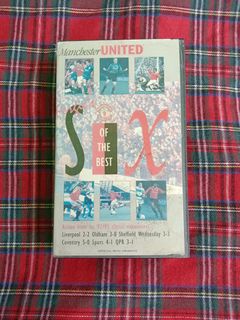 Manchester UNITED
SIX
OF THE BEST
Liverpool 2-2 Oldham 3-0 Sheffield Wednesday 3-3
Coventry 5-0 Spurs 4-1 QPR 3-1